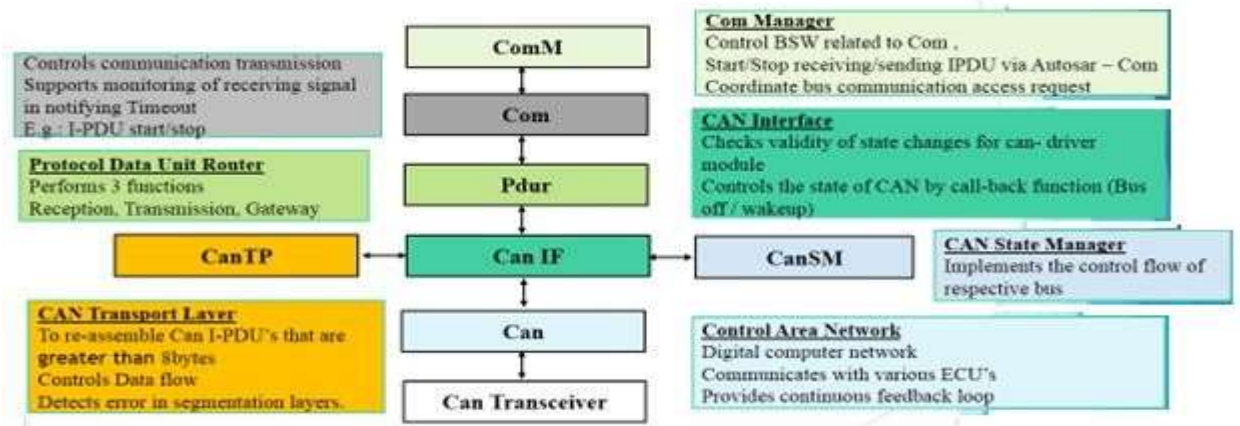 ComM
Com
Pdur
CanTP
Can IF
CanSM
Can
Can Transceiver
Controls communication transmission
Supports monitoring of receiving signal
in notifying Timeout
E.g.: I-PDU start/stop
Protocol Data Unit Router
Performs 3 functions
Reception, Transmission, Gateway
CAN Transport Layer
To re-assemble Can I-PDU's that are
greater than 8bytes
Controls Data flow
Detects error in segmentation layers.
Com Manager
Control BSW related to Com ,
Start/Stop receiving/sending IPDU via Autosar – Com
Coordinate bus communication access request
CAN Interface
Checks validity of state changes for can- driver
module
Controls the state of CAN by call-back function (Bus
off / wakeup)
CAN State Manager
Implements the control flow of
respective bus
Control Area Network
Digital computer network
Communicates with various ECU's
Provides continuous feedback loop